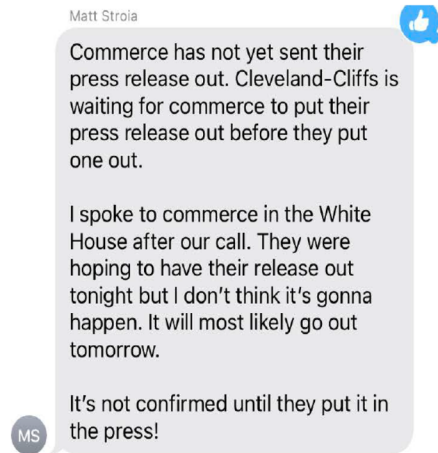 Matt Stroia
Commerce has not yet sent their
press release out. Cleveland-Cliffs is
waiting for commerce to put their
press release out before they put
one out.
I spoke to commerce in the White
House after our call. They were
hoping to have their release out
tonight but I don't think it's gonna
happen. It will most likely go out
tomorrow.
It's not confirmed until they put it in
the press!
MS